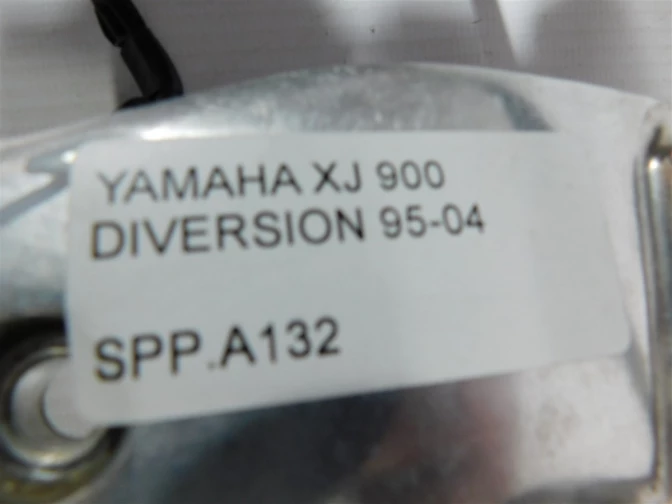 YAMAHA XJ 900
DIVERSION 95-04
SPP.A132